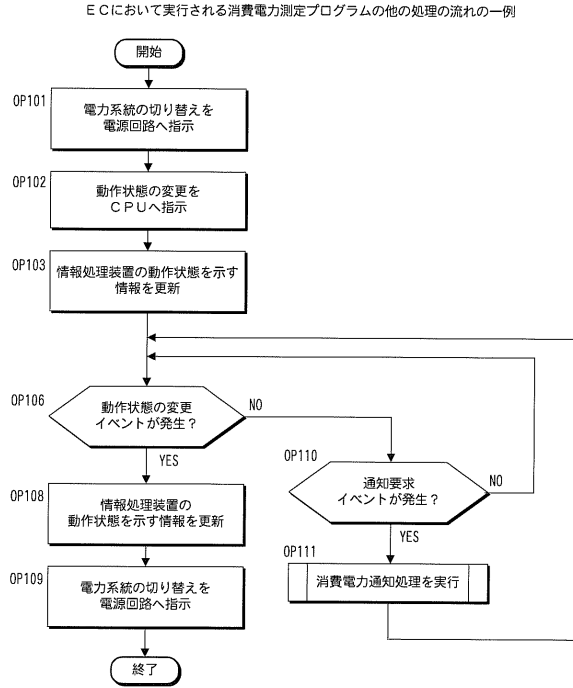 ＥＣにおいて実行される消費電力測定プログラムの他の処理の流れの一例
開始
OP101
電力系統の切り替えを
電源回路へ指示
OP102
動作状態の変更を
ＣＰＵへ指示
OP103
情報処理装置の動作状態を示す
情報を更新
OP106
動作状態の変更
イベントが発生？
NO
YES
OP110
通知要求
イベントが発生？
NO
YES
OP108
情報処理装置の
動作状態を示す情報を更新
OP111
消費電力通知処理を実行
OP109
電力系統の切り替えを
電源回路へ指示
終了